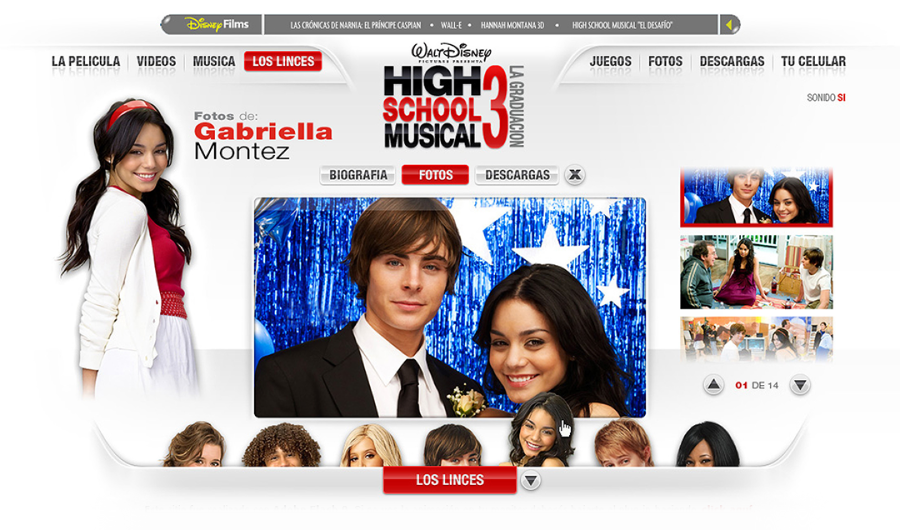 Disney Films
LAS CRÓNICAS DE NARNIA: EL PRÍNCIPE CASPIAN • WALL-E • HANNAH MONTANA 3D • HIGH SCHOOL MUSICAL "EL DESAFÍO"
LA PELICULA
VIDEOS
MUSICA
LOS LINCES
WALT DISNEY
PICTURES PRESENTA
HIGH
SCHOOL
MUSICAL
3
LA GRADUACION
JUEGOS
FOTOS
DESCARGAS
TU CELULAR
SONIDO SI
Fotos de:
Gabriella
Montez
BIOGRAFIA
FOTOS
DESCARGAS
X
01 DE 14
LOS LINCES